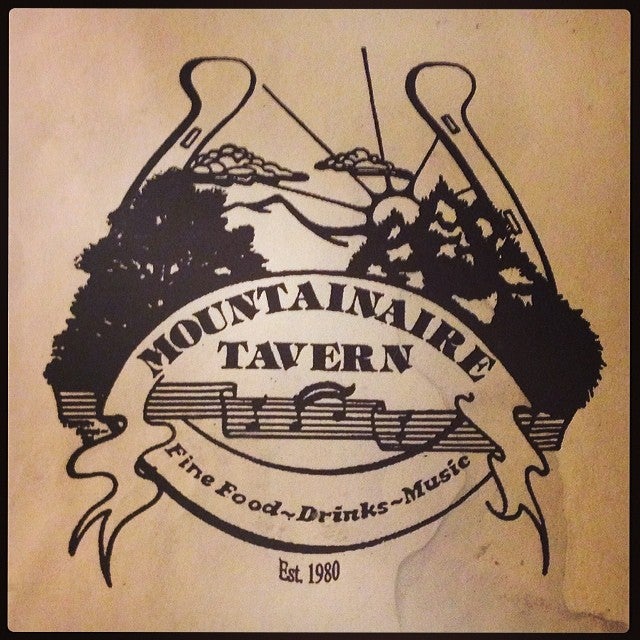 MOUNTAINAIRE
TAVERN
Fine Food~Drinks~Music
Est. 1980